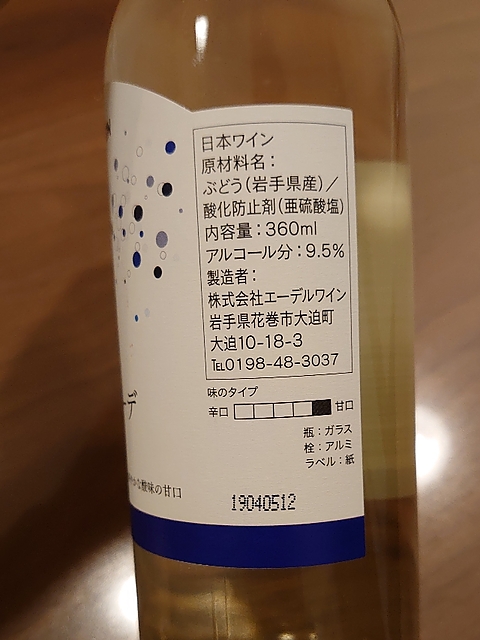 日本ワイン
原材料名：
ぶどう(岩手県産)／
酸化防止剤(亜硫酸塩)
内容量：360ml
アルコール分：9.5%
製造者：
株式会社エーデルワイン
岩手県花巻市大迫町
大迫10-18-3
℡0198-48-3037
味のタイプ
辛口 甘口
瓶：ガラス
栓：アルミ
ラベル：紙
ーデ
な酸味の甘口
19040512